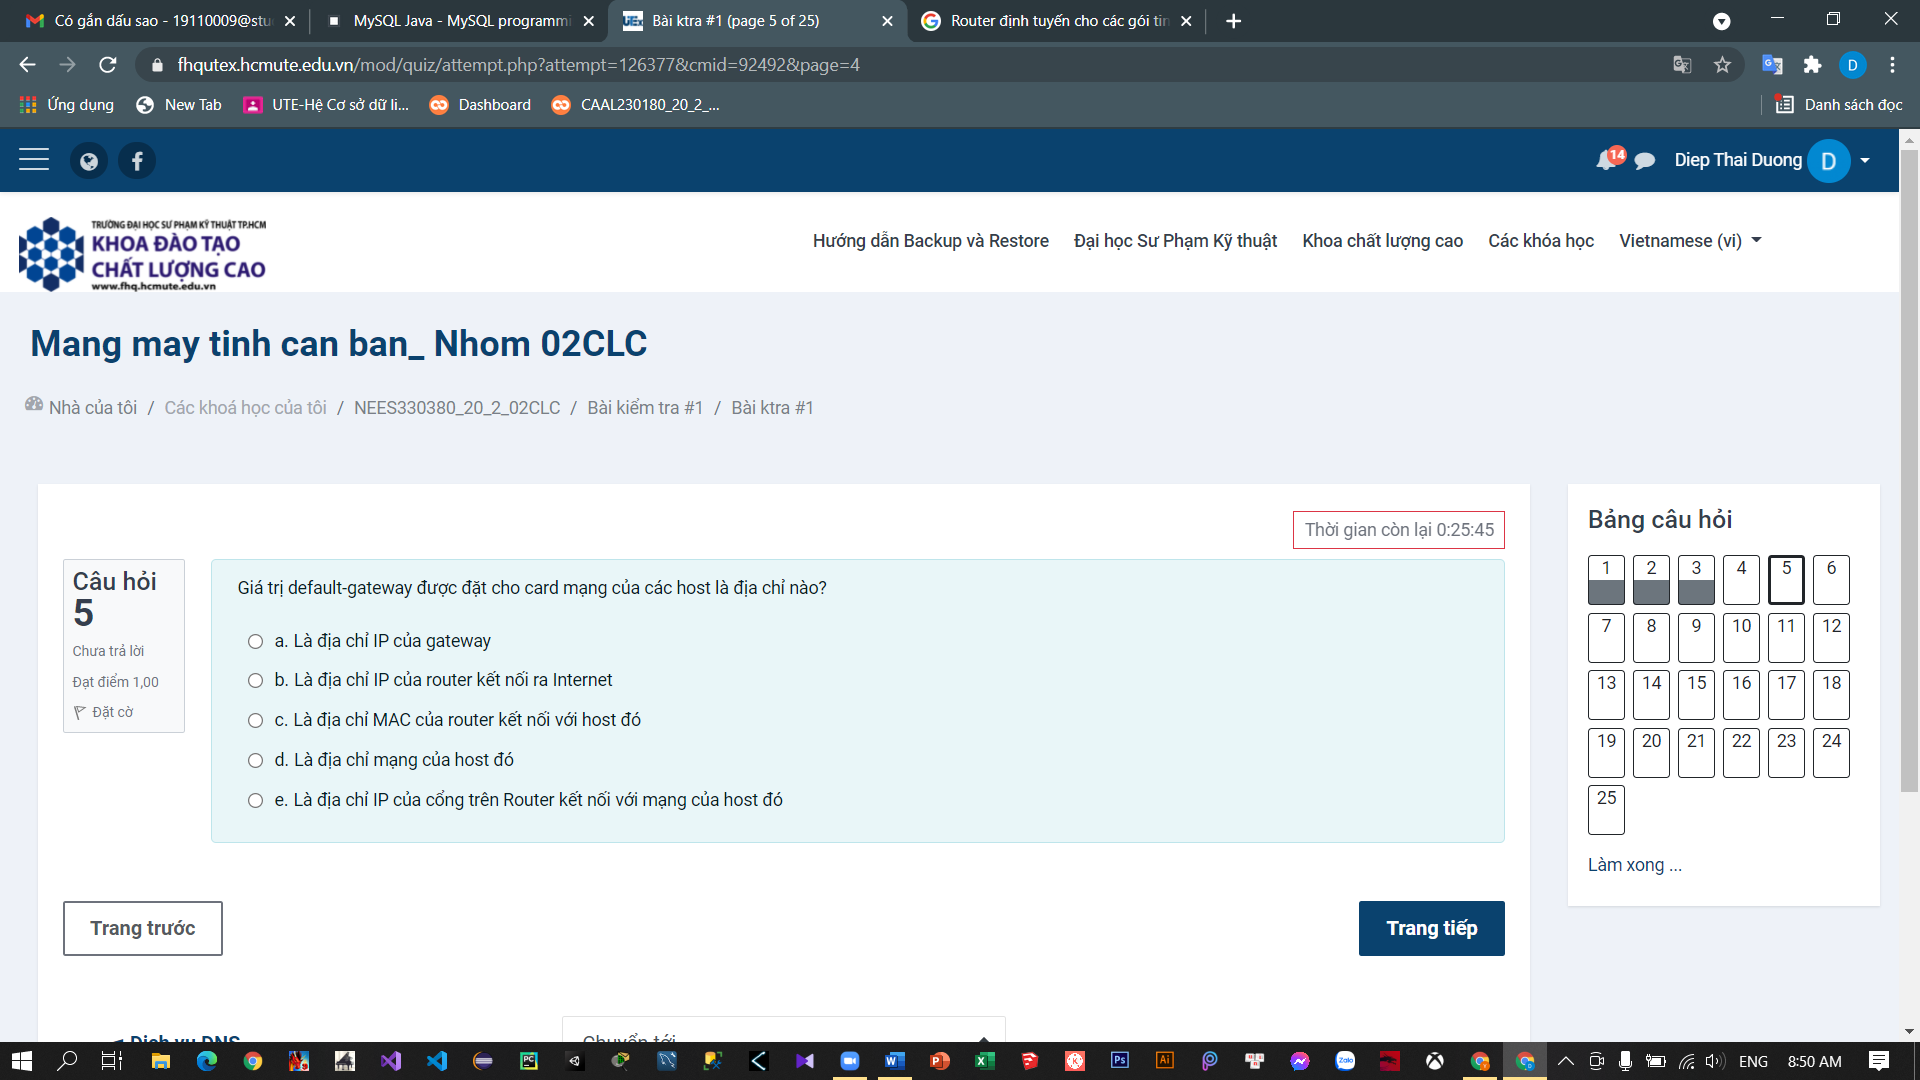 Có gắn dấu sao - 19110009@stu
MySQL Java - MySQL programmi
Bài ktra #1 (page 5 of 25)
Router định tuyến cho các gói tin
fhqutex.hcmute.edu.vn/mod/quiz/attempt.php?attempt=126377&cmid=92492&page=4
D
Ứng dụng
New Tab
UTE-Hệ Cơ sở dữ li...
Dashboard
CAAL230180_20_2_...
Danh sách đọc
14
Diep Thai Duong
D
TRƯỜNG ĐẠI HỌC SƯ PHẠM KỸ THUẬT TP.HCM
KHOA ĐÀO TẠO
CHẤT LƯỢNG CAO
www.fhq.hcmute.edu.vn
Hướng dẫn Backup và Restore
Đại học Sư Phạm Kỹ thuật
Khoa chất lượng cao
Các khóa học
Vietnamese (vi)
Mang may tinh can ban_ Nhom 02CLC
Nhà của tôi / Các khoá học của tôi / NEES330380_20_2_02CLC / Bài kiểm tra #1 / Bài ktra #1
Thời gian còn lại 0:25:45
Câu hỏi
5
Chưa trả lời
Đạt điểm 1,00
Đặt cờ
Giá trị default-gateway được đặt cho card mạng của các host là địa chỉ nào?
a. Là địa chỉ IP của gateway
b. Là địa chỉ IP của router kết nối ra Internet
c. Là địa chỉ MAC của router kết nối với host đó
d. Là địa chỉ mạng của host đó
e. Là địa chỉ IP của cổng trên Router kết nối với mạng của host đó
Bảng câu hỏi
1 2 3 4 5 6
7 8 9 10 11 12
13 14 15 16 17 18
19 20 21 22 23 24
25
Làm xong ...
Trang trước
Trang tiếp
Dịch vụ DNS
Chuyển tới
ENG
8:50 AM